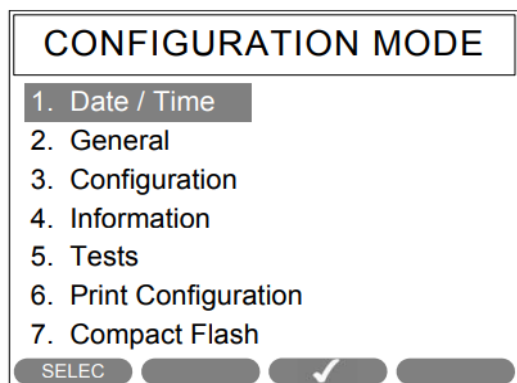 CONFIGURATION MODE
1. Date / Time
2. General
3. Configuration
4. Information
5. Tests
6. Print Configuration
7. Compact Flash
SELEC ✓